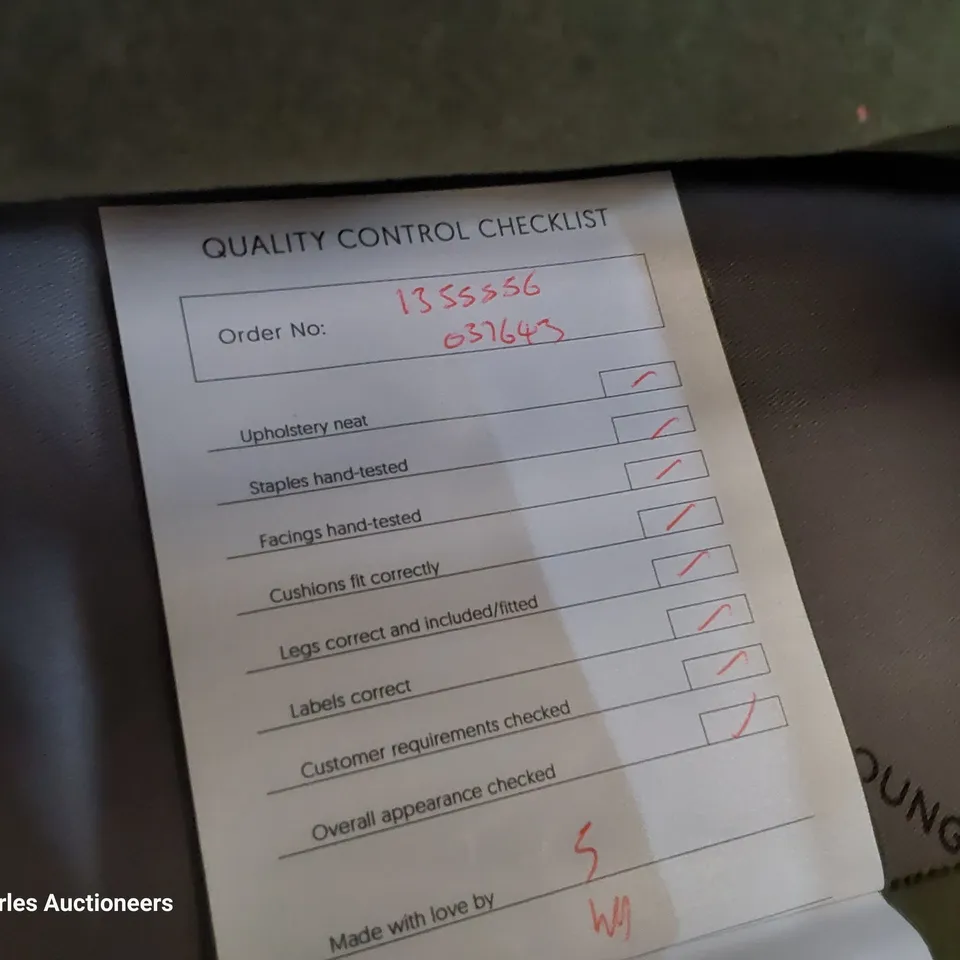 QUALITY CONTROL CHECKLIST
Order No: 1355556
037643
Upholstery neat
Staples hand-tested
Facings hand-tested
Cushions fit correctly
Legs correct and included/fitted
Labels correct
Customer requirements checked
Overall appearance checked
Made with love by S
OUNG
rles Auctioneers